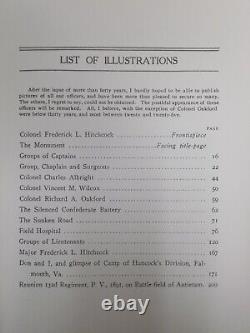 LIST OF ILLUSTRATIONS
After the lapse of more than forty years, I hardly hoped to be able to publish
pictures of all our officers, and have been more than pleased to secure so many.
The others, I regret to say, could not be obtained. The youthful appearance of these
officers will be remarked. All, I believe, with the exception of Colonel Oakford
were below thirty years, and most between twenty and twenty-five.
PAGE
Colonel Frederick L. Hitchcock Frontispiece
The Monument Facing title-page
Groups of Captains 16
Group, Chaplain and Surgeons 22
Colonel Charles Albright 44
Colonel Vincent M. Wilcox 50
Colonel Richard A. Oakford 59
The Silenced Confederate Battery 62
The Sunken Road 71
Field Hospital 76
Groups of Lieutenants 120
Major Frederick L. Hitchcock 167
Don and I, and glimpse of Camp of Hancock's Division, Fal-
mouth, Va. 171
Reunion 132d Regiment, P. V., 1891, on Battle-field of Antietam.